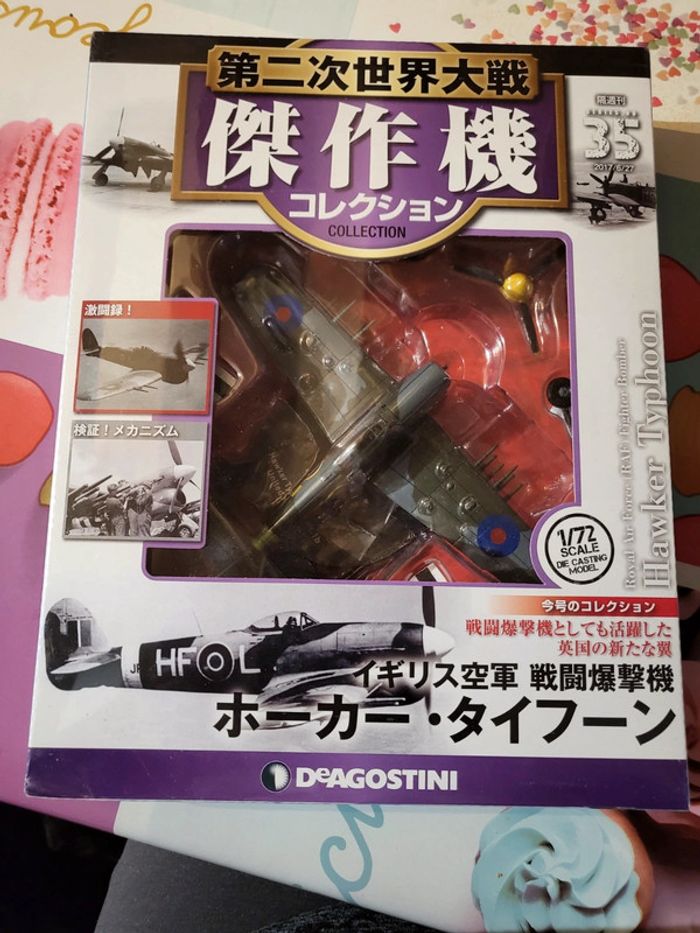 第二次世界大戦
傑作機
コレクション
COLLECTION
隔週刊
35
2017/6/27
激闘録！
検証！メカニズム
Royal Air Force (RAF) Fighter-Bomber
Hawker Typhoon
1/72
SCALE
DIE CASTING
MODEL
今号のコレクション
戦闘爆撃機としても活躍した
英国の新たな翼
HF L
イギリス空軍 戦闘爆撃機
ホーカー・タイフーン
DeAGOSTINI